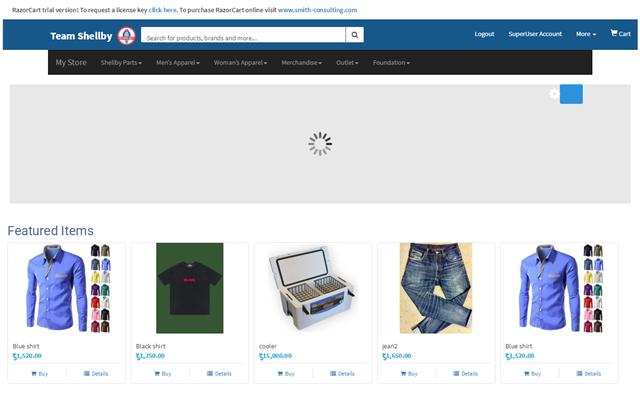 RazorCart trial version! To request a license key click here. To purchase RazorCart online visit www.smith-consulting.com
Team Shellby
Search for products, brands and more...
Logout SuperUser Account More Cart
My Store Shellby Parts Men's Apparel Woman's Apparel Merchandise Outlet Foundation
Featured Items
Blue shirt
1,520.00
Buy Details
Black shirt
1,250.00
Buy Details
cooler
15,000.00
Buy Details
jean2
1,650.00
Buy Details
Blue shirt
1,520.00
Buy Details